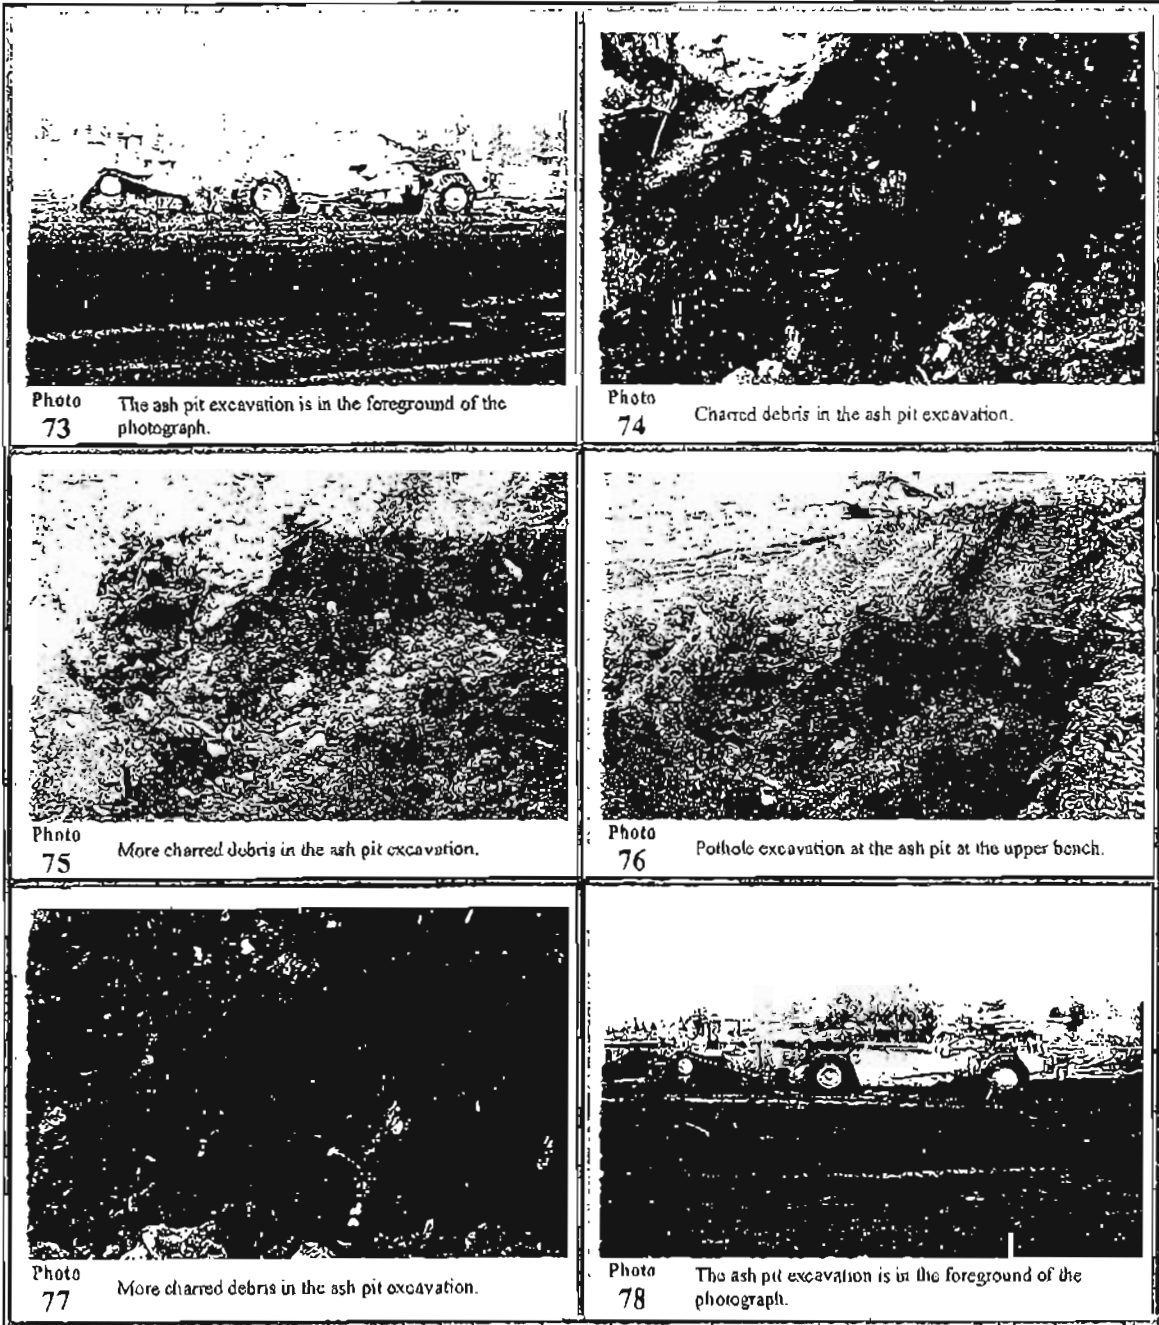 Photo
73
The ash pit excavation is in the foreground of the
photograph.
Photo
74
Charred debris in the ash pit excavation.
Photo
75
More charred debris in the ash pit excavation.
Photo
76
Pothole excavation at the ash pit at the upper bench.
Photo
77
More charred debris in the ash pit excavation.
Photo
78
The ash pit excavation is in the foreground of the
photograph.